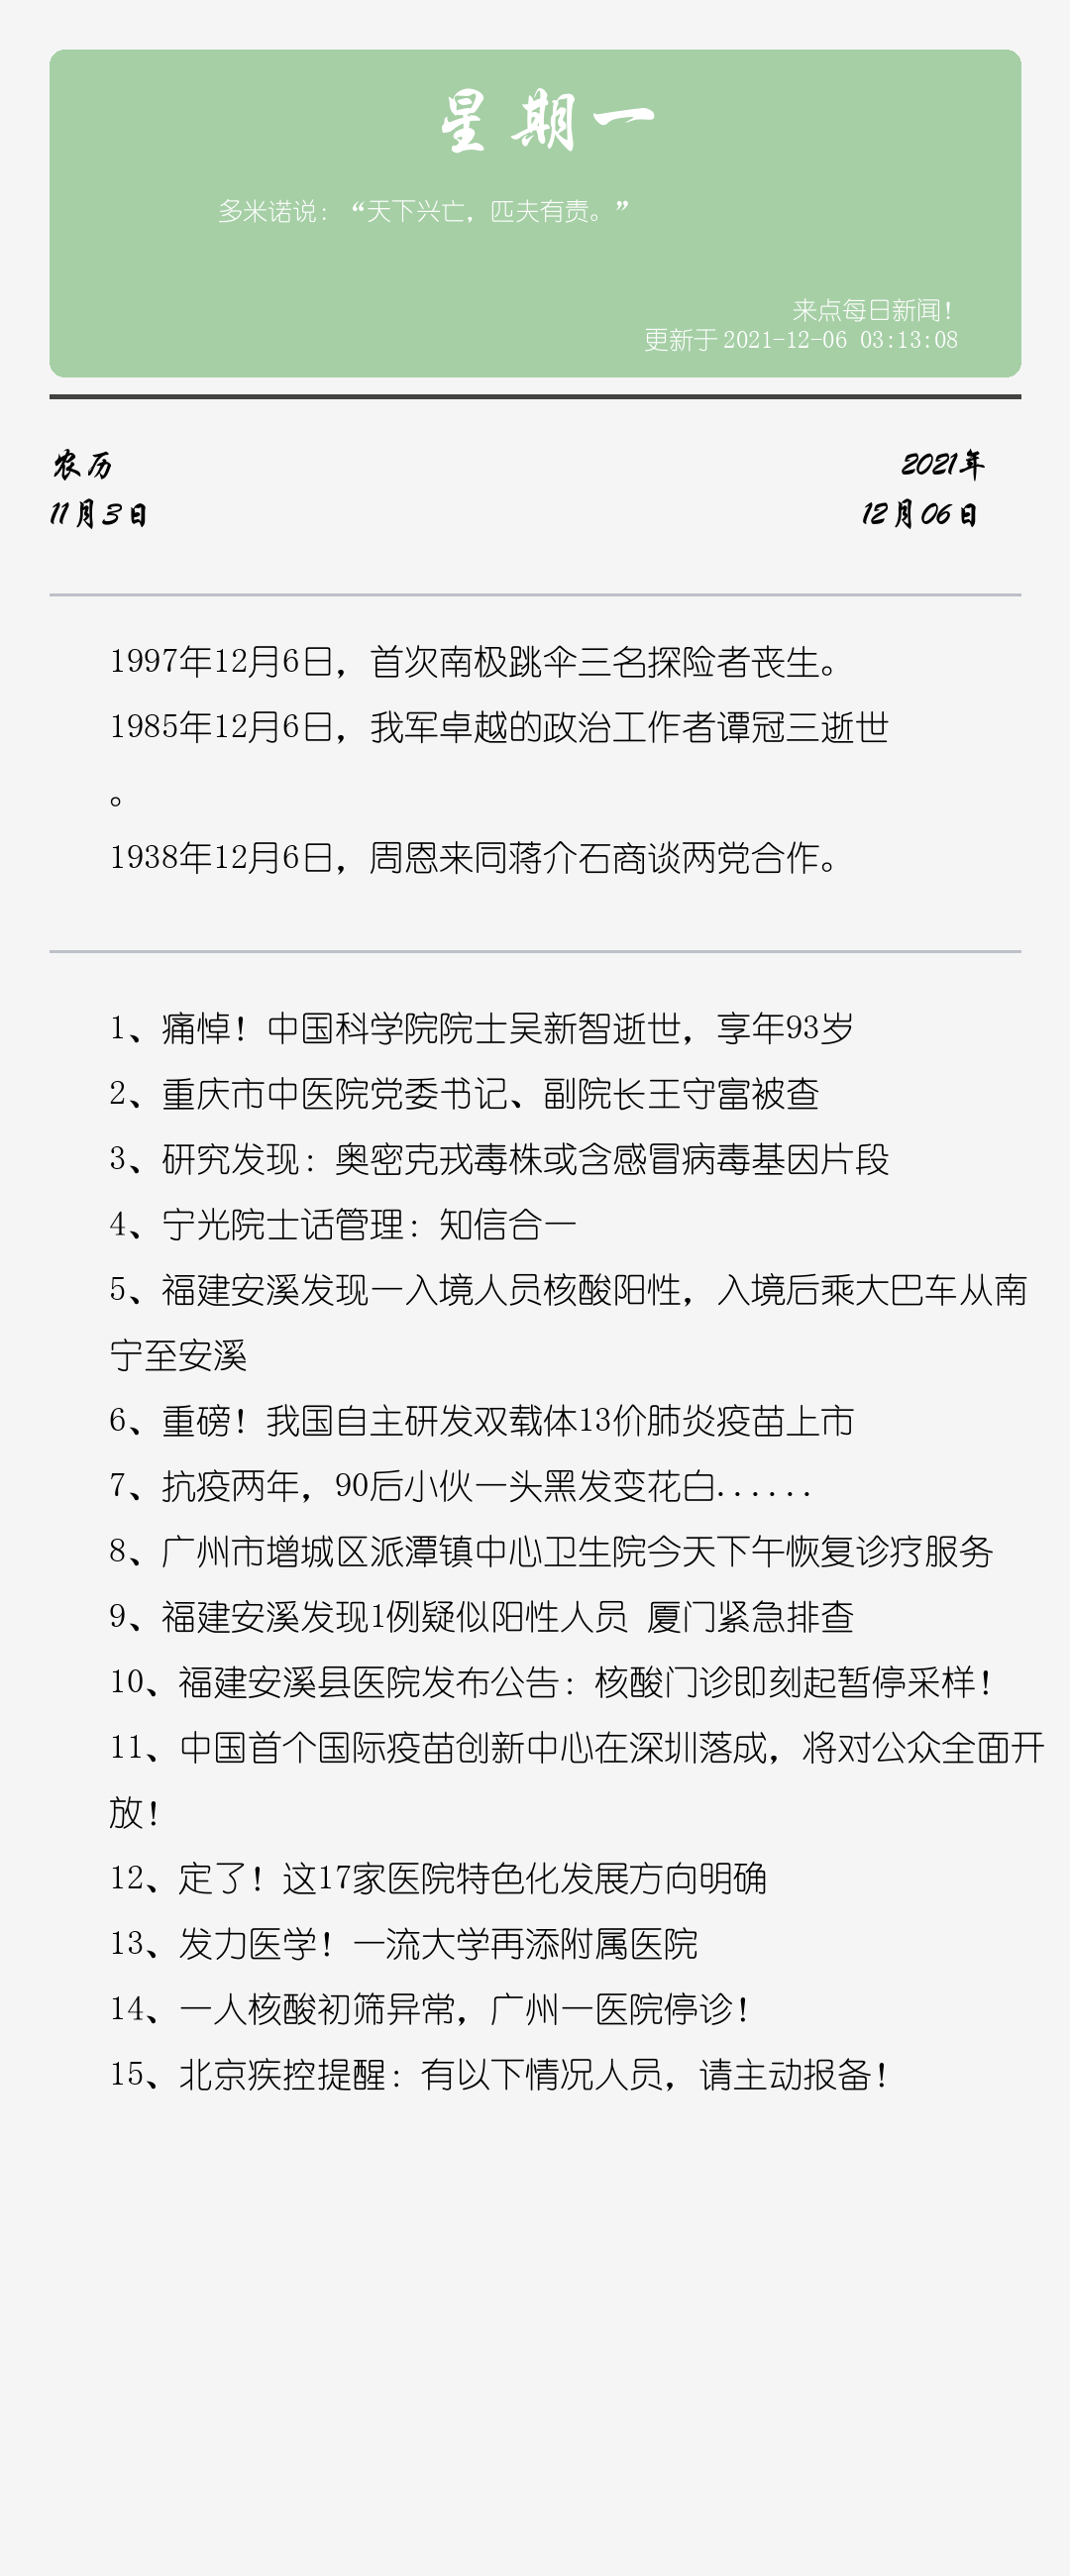 星期一
多米诺说：“天下兴亡，匹夫有责。”
来点每日新闻！
更新于 2021-12-06 03:13:08
农历
2021年
11月3日
12月06日
1997年12月6日，首次南极跳伞三名探险者丧生。
1985年12月6日，我军卓越的政治工作者谭冠三逝世
。
1938年12月6日，周恩来同蒋介石商谈两党合作。
1、痛悼！中国科学院院士吴新智逝世，享年93岁
2、重庆市中医院党委书记、副院长王守富被查
3、研究发现：奥密克戎毒株或含感冒病毒基因片段
4、宁光院士话管理：知信合一
5、福建安溪发现一入境人员核酸阳性，入境后乘大巴车从南
宁至安溪
6、重磅！我国自主研发双载体13价肺炎疫苗上市
7、抗疫两年，90后小伙一头黑发变花白......
8、广州市增城区派潭镇中心卫生院今天下午恢复诊疗服务
9、福建安溪发现1例疑似阳性人员 厦门紧急排查
10、福建安溪县医院发布公告：核酸门诊即刻起暂停采样！
11、中国首个国际疫苗创新中心在深圳落成，将对公众全面开
放！
12、定了！这17家医院特色化发展方向明确
13、发力医学！一流大学再添附属医院
14、一人核酸初筛异常，广州一医院停诊！
15、北京疾控提醒：有以下情况人员，请主动报备！